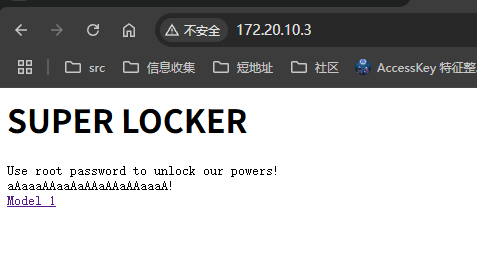 不安全
172.20.10.3
src
信息收集
短地址
社区
AccessKey 特征整
SUPER LOCKER
Use root password to unlock our powers!
aAaaaAAaaAaAAaAAaAAaaaA!
Model 1